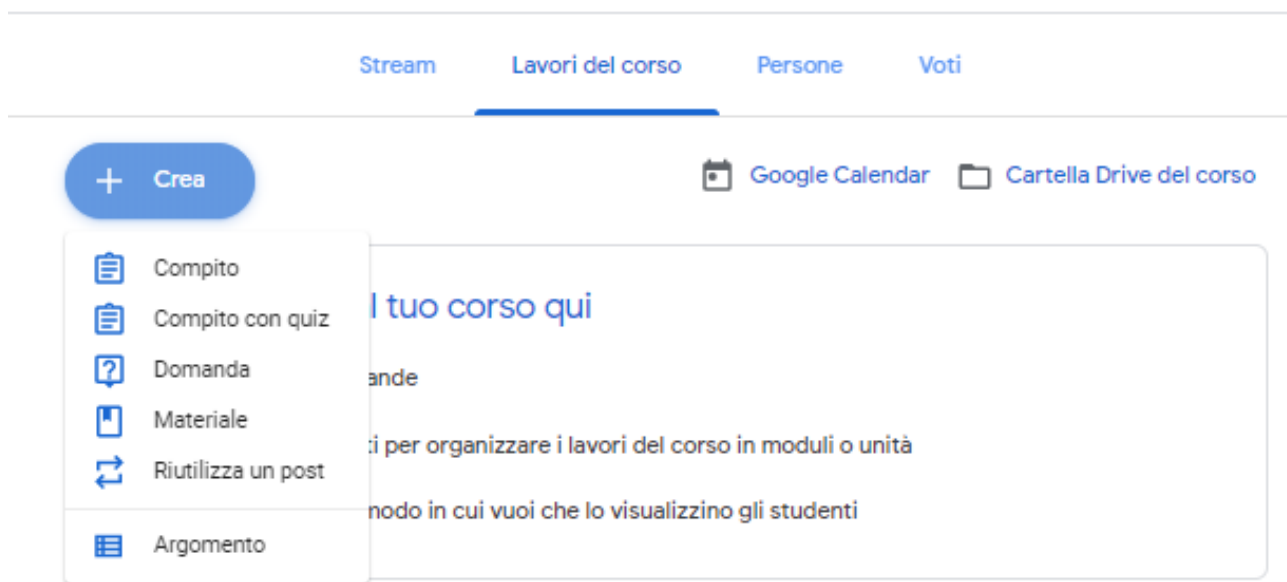 Stream Lavori del corso Persone Voti
Crea
Google Calendar Cartella Drive del corso
Compito
Compito con quiz
Domanda
Materiale
Riutilizza un post
Argomento
l tuo corso qui
ande
ti per organizzare i lavori del corso in moduli o unità
modo in cui vuoi che lo visualizzino gli studenti